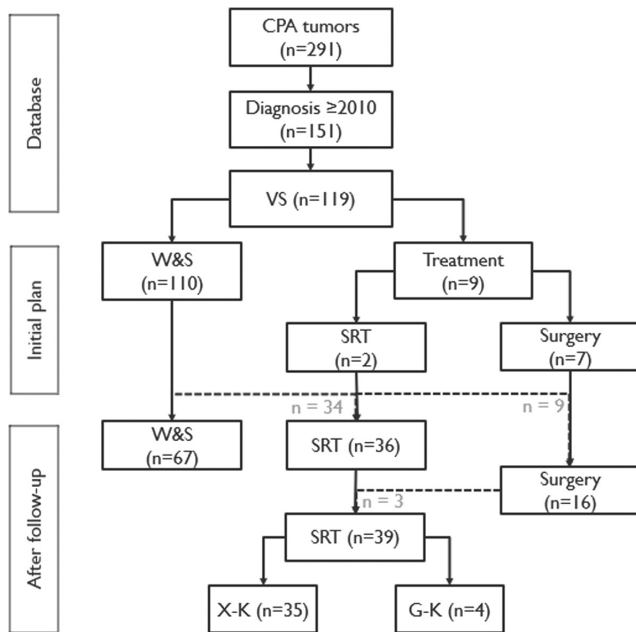 CPA tumors
(n=291)
Database
Diagnosis ≥2010
(n=151)
VS (n=119)
Initial plan
W&S
(n=110)
Treatment
(n=9)
SRT
(n=2)
Surgery
(n=7)
n = 34
n = 9
After follow-up
W&S
(n=67)
SRT (n=36)
Surgery
(n=16)
n = 3
SRT (n=39)
X-K (n=35)
G-K (n=4)